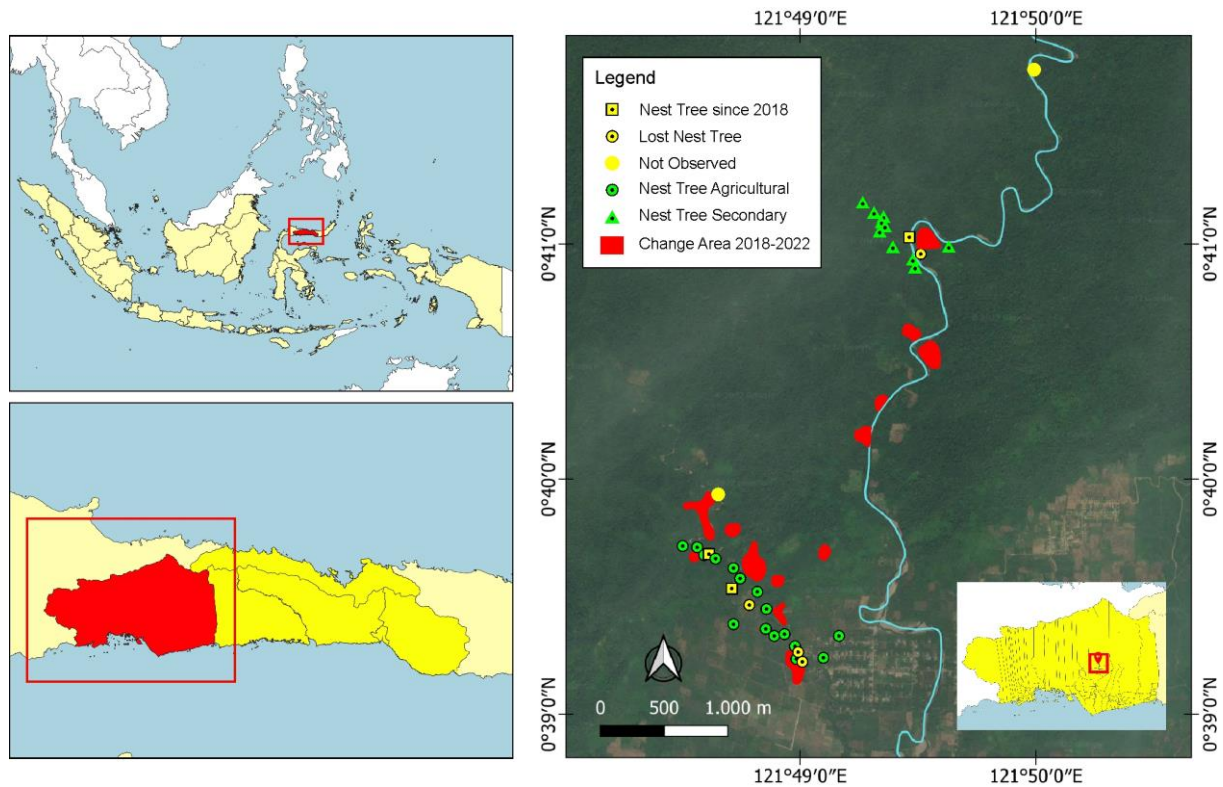 121°49′0″E 121°50′0″E
Legend
Nest Tree since 2018
Lost Nest Tree
Not Observed
Nest Tree Agricultural
Nest Tree Secondary
Change Area 2018-2022
0°41′0″N 0°41′0″N
0°40′0″N 0°40′0″N
0 500 1.000 m
0°39′0″N 0°39′0″N
121°49′0″E 121°50′0″E